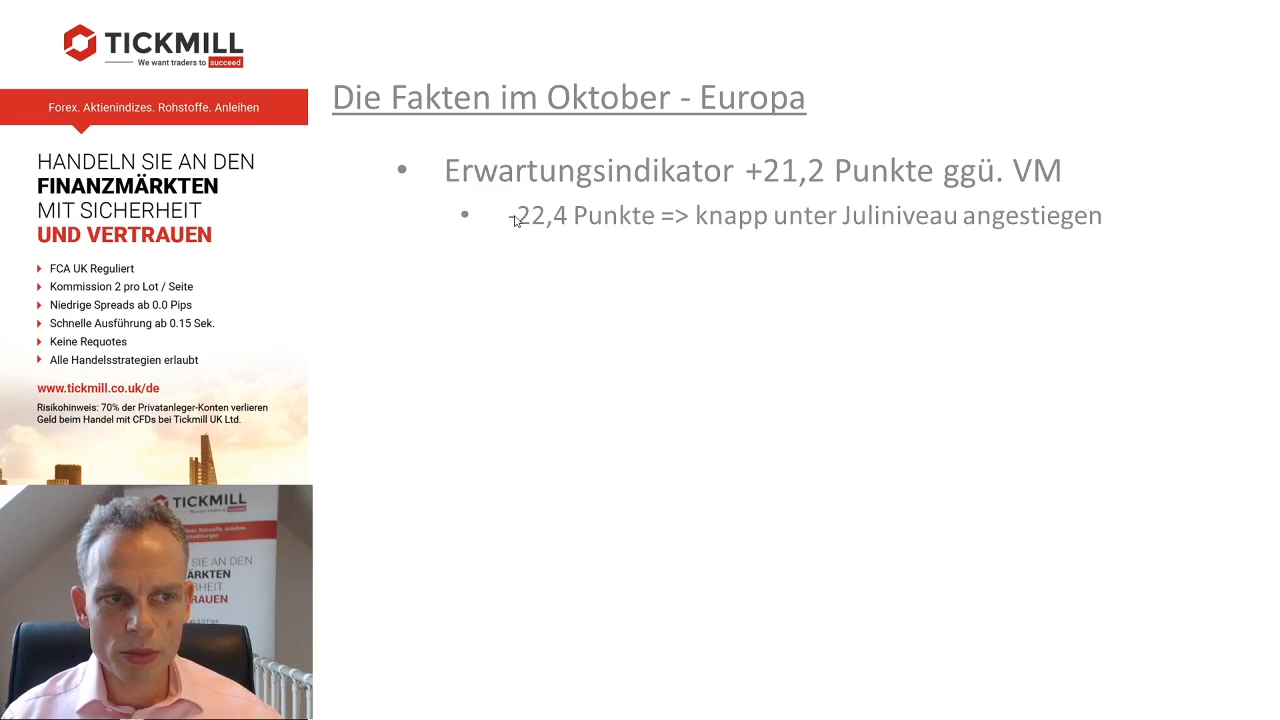 TICKMILL
We want traders to succeed
Forex. Aktienindizes. Rohstoffe. Anleihen
HANDELN SIE AN DEN
FINANZMÄRKTEN
MIT SICHERHEIT
UND VERTRAUEN
FCA UK Reguliert
Kommission 2 pro Lot / Seite
Niedrige Spreads ab 0.0 Pips
Schnelle Ausführung ab 0.15 Sek.
Keine Requotes
Alle Handelsstrategien erlaubt
www.tickmill.co.uk/de
Risikohinweis: 70% der Privatanleger-Konten verlieren
Geld beim Handel mit CFDs bei Tickmill UK Ltd.
Die Fakten im Oktober - Europa
• Erwartungsindikator +21,2 Punkte ggü. VM
• -22,4 Punkte => knapp unter Juliniveau angestiegen
TICKMILL
SIE AN DEN
ÄRKTEN
RHEIT
RAUEN